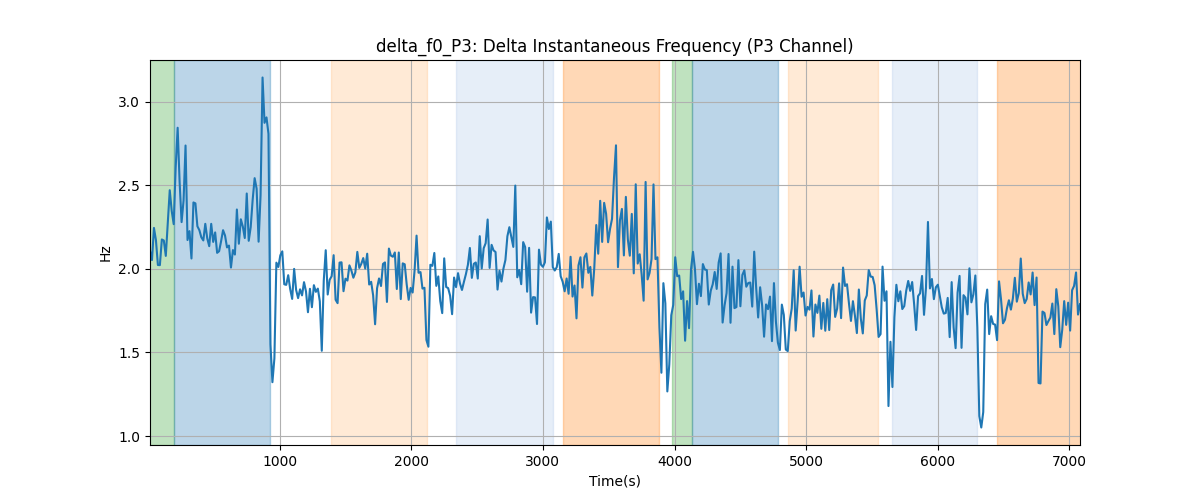 delta_f0_P3: Delta Instantaneous Frequency (P3 Channel)
3.0
2.5
2.0
1.5
1.0
Hz
1000 2000 3000 4000 5000 6000 7000
Time(s)